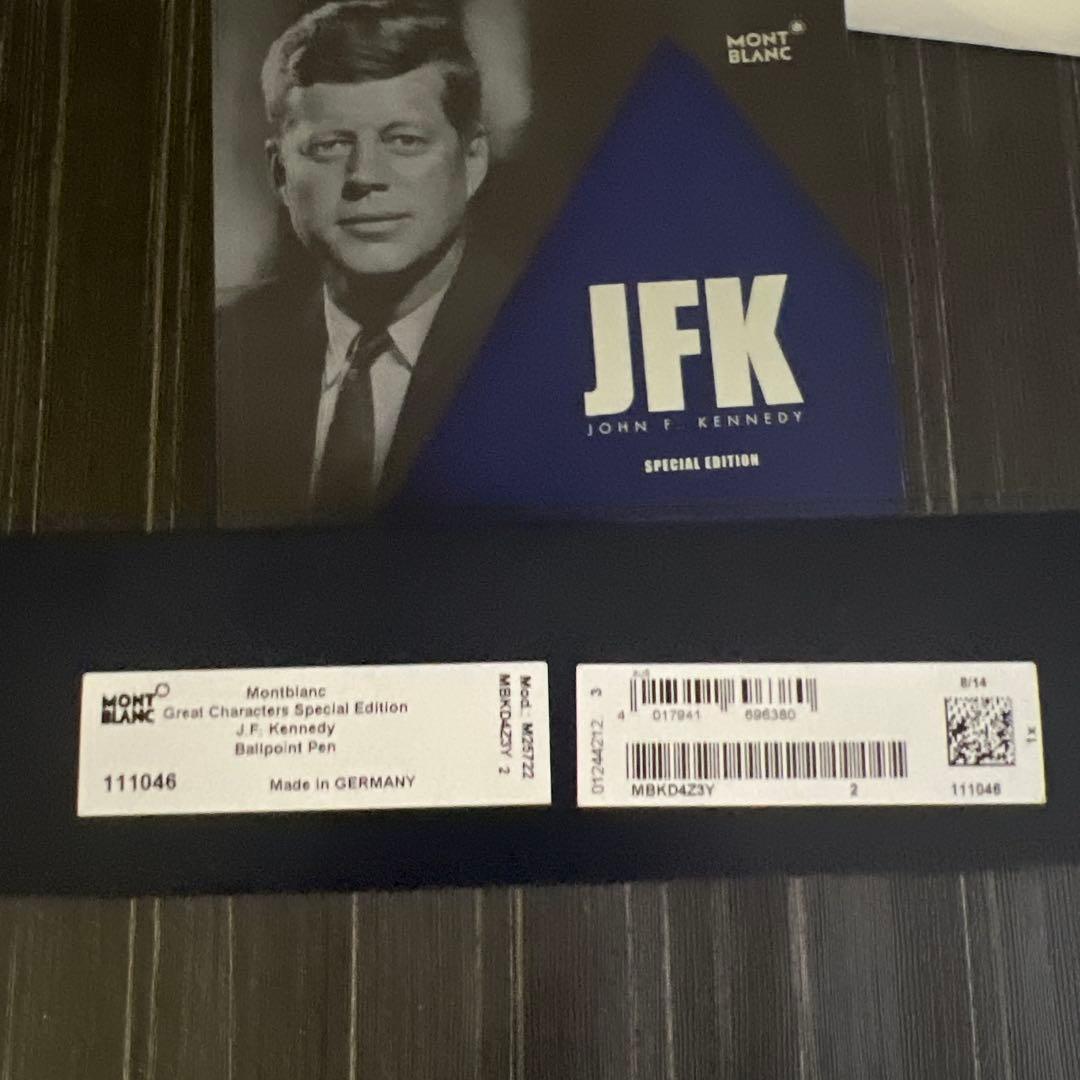 MONT
BLANC
JFK
JOHN F. KENNEDY
SPECIAL EDITION
MONT
BLANC
Montblanc
Great Characters Special Edition
J.F. Kennedy
Ballpoint Pen
111046
Made in GERMANY
Mod.: M25722
MBKD4Z3Y 2
01244212 3
4 017941 696380
8/14
1x
MBKD4Z3Y 2 111046